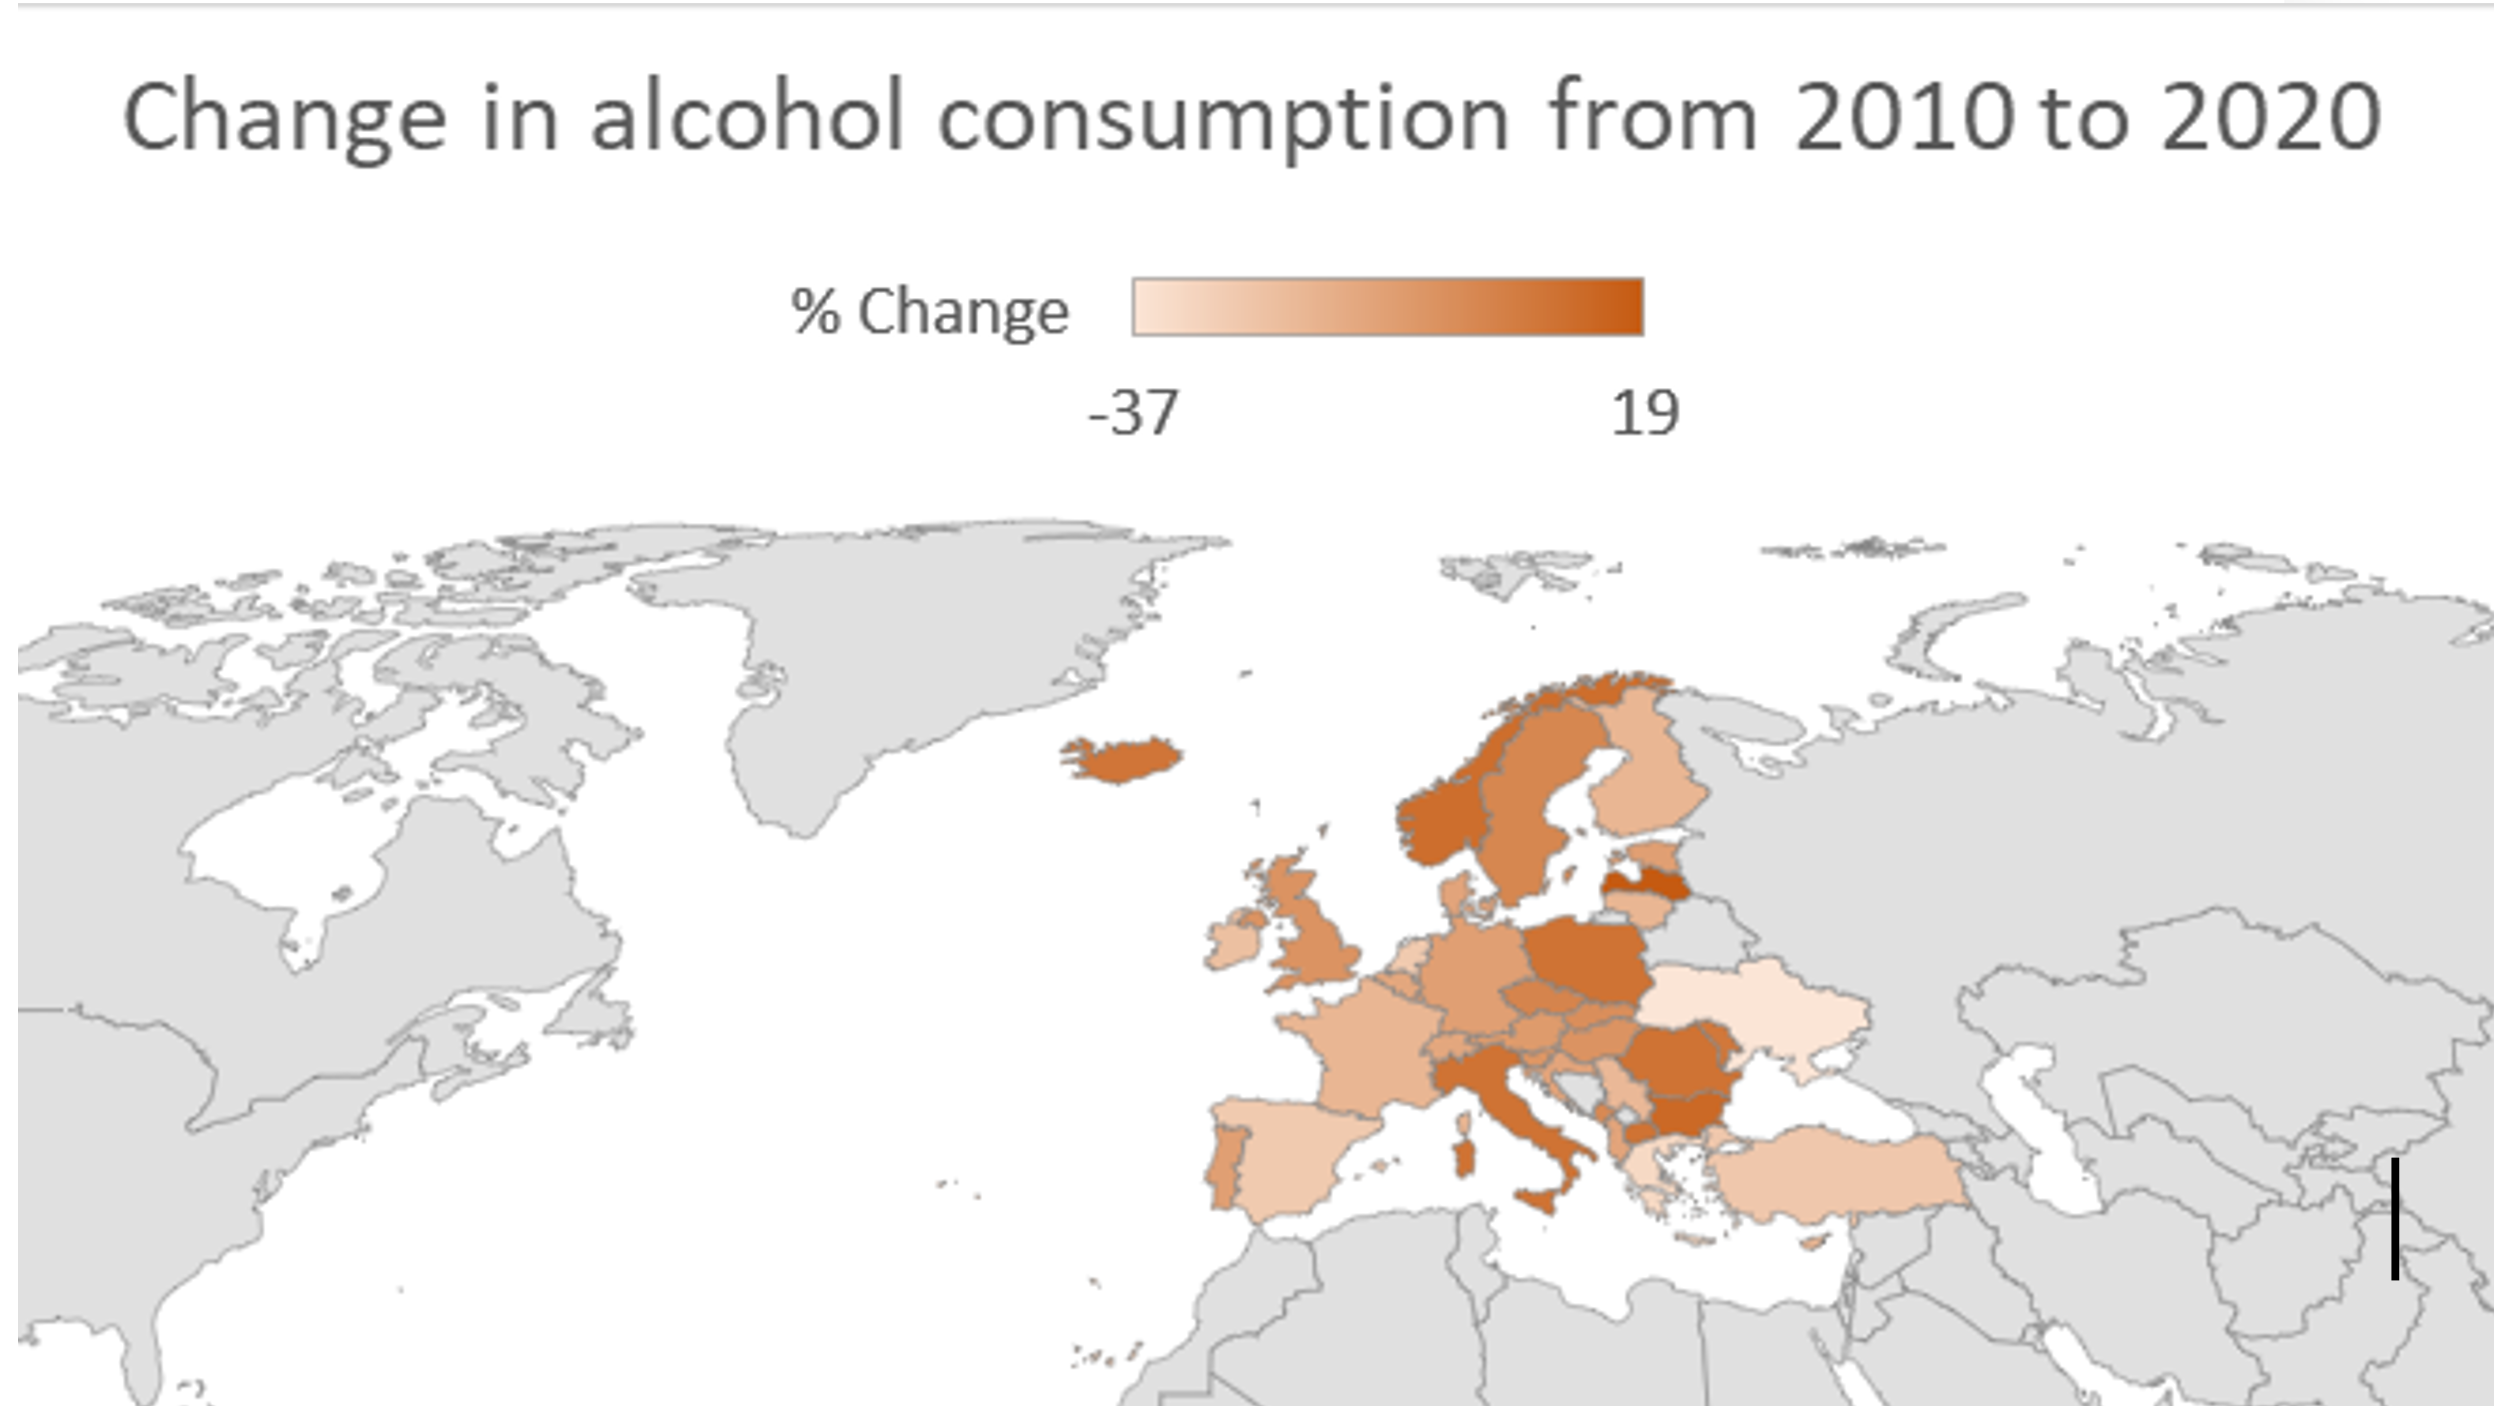 Change in alcohol consumption from 2010 to 2020
% Change
-37 19